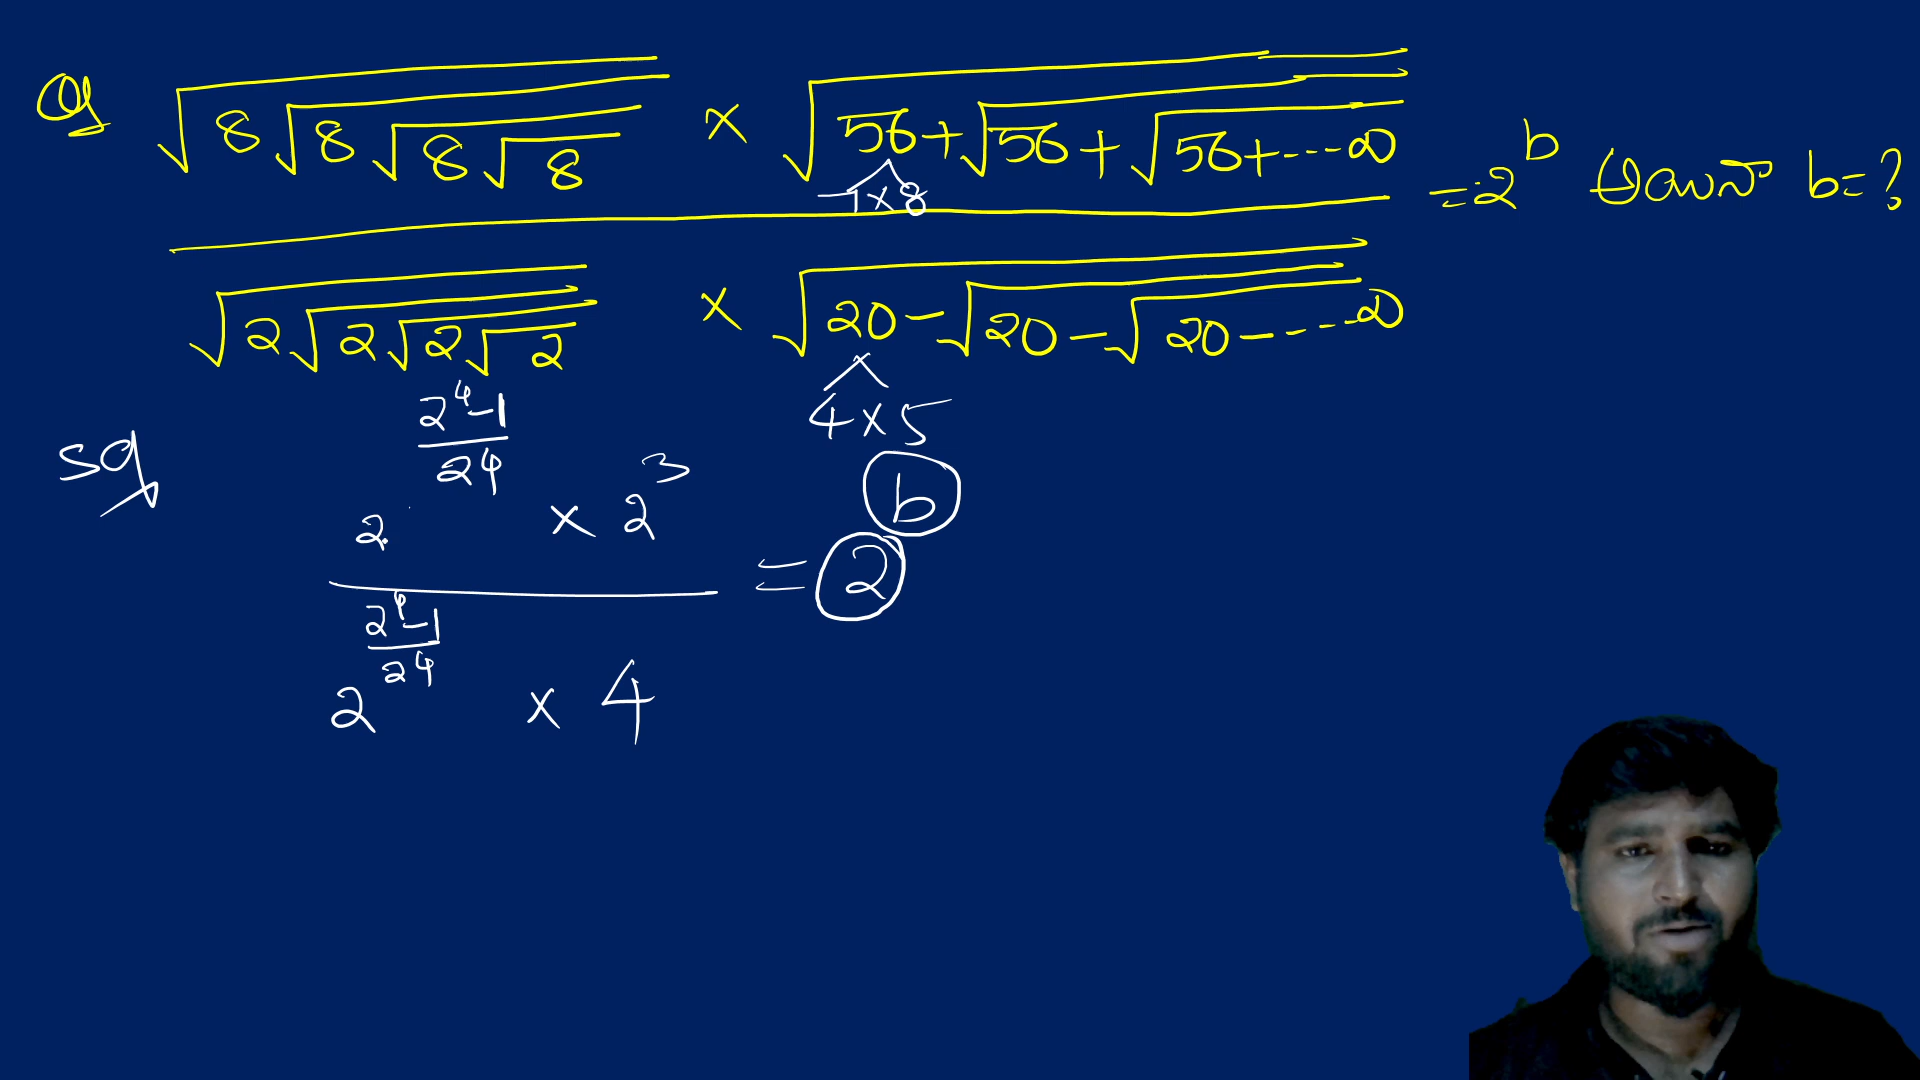 Q √8√8√8√8 × √56+√56+√56+---∞
7×8
= 2^b అయిన b=?
√2√2√2√2 × √20-√20-√20----∞
4×5
Sq
2^(2^4-1/2^4) × 2^3
= 2^b
2^(2^4-1/2^4) × 4